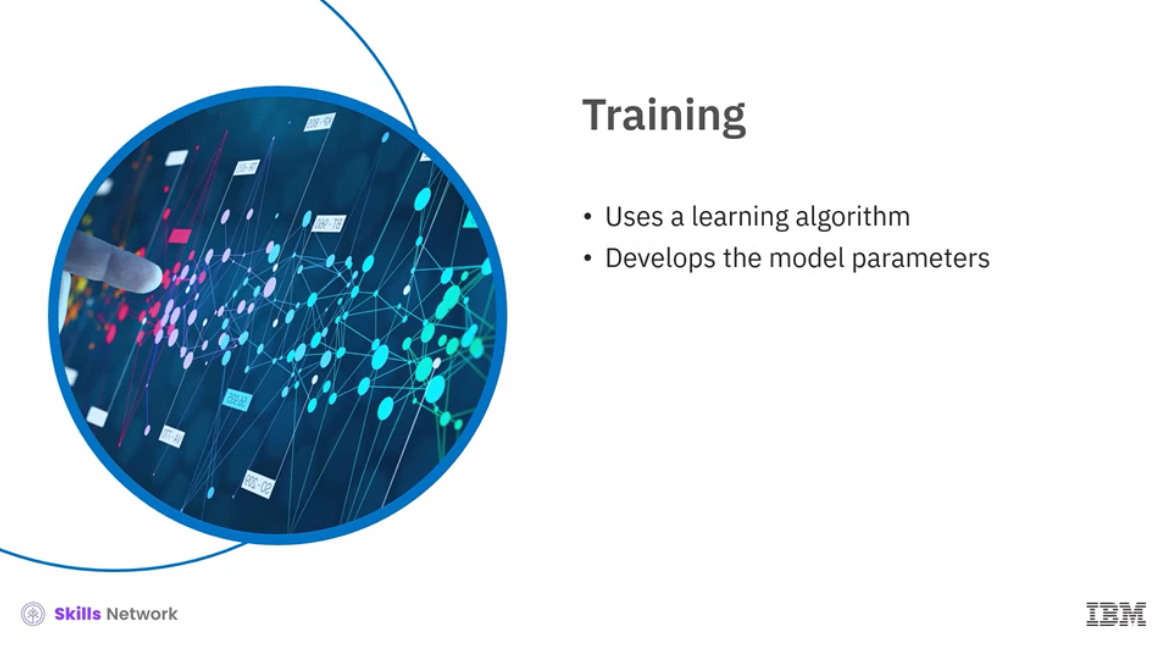 Training
• Uses a learning algorithm
• Develops the model parameters
Skills Network
IBM